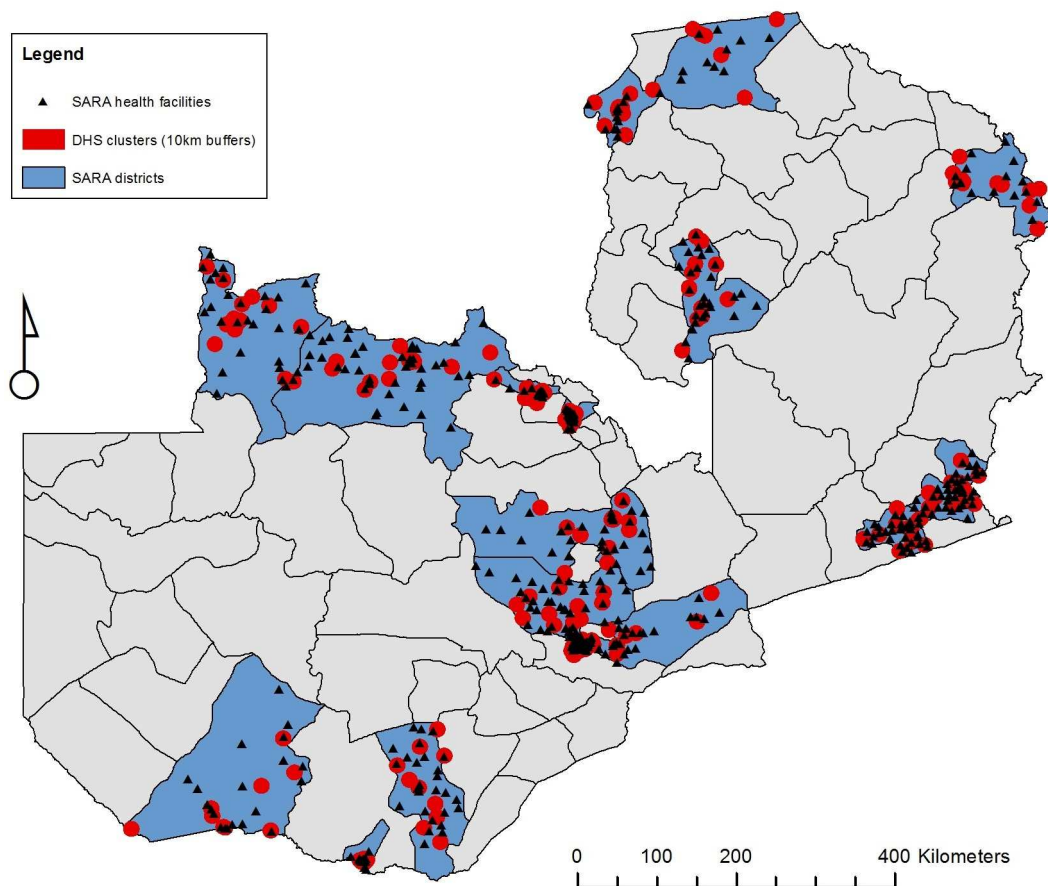 Legend
SARA health facilities
DHS clusters (10km buffers)
SARA districts
0 100 200 400 Kilometers